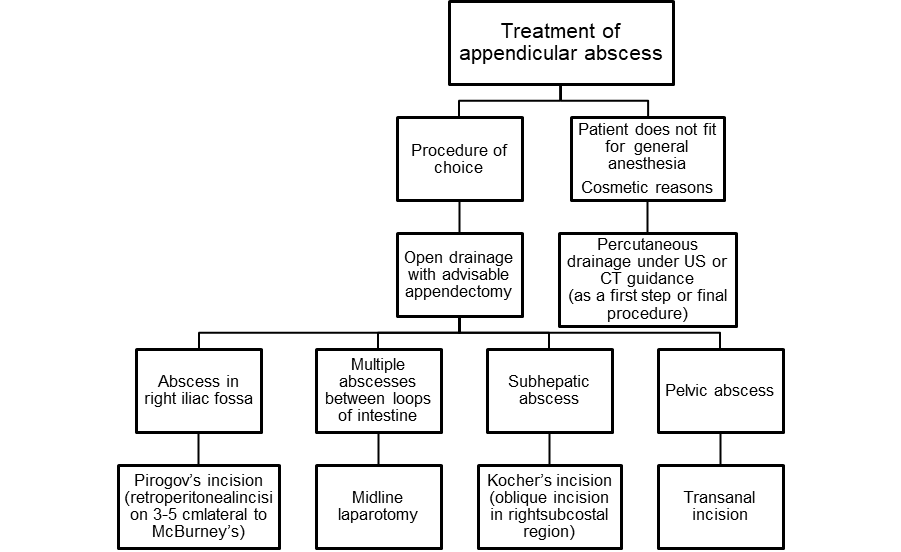 Treatment of
appendicular abscess
Procedure of
choice
Patient does not fit
for general
anesthesia
Cosmetic reasons
Open drainage
with advisable
appendectomy
Percutaneous
drainage under US or
CT guidance
(as a first step or final
procedure)
Abscess in
right iliac fossa
Multiple
abscesses
between loops
of intestine
Subhepatic
abscess
Pelvic abscess
Pirogov's incision
(retroperitonealincisi
on 3-5 cmlateral to
McBurney's)
Midline
laparotomy
Kocher's incision
(oblique incision
in rightsubcostal
region)
Transanal
incision